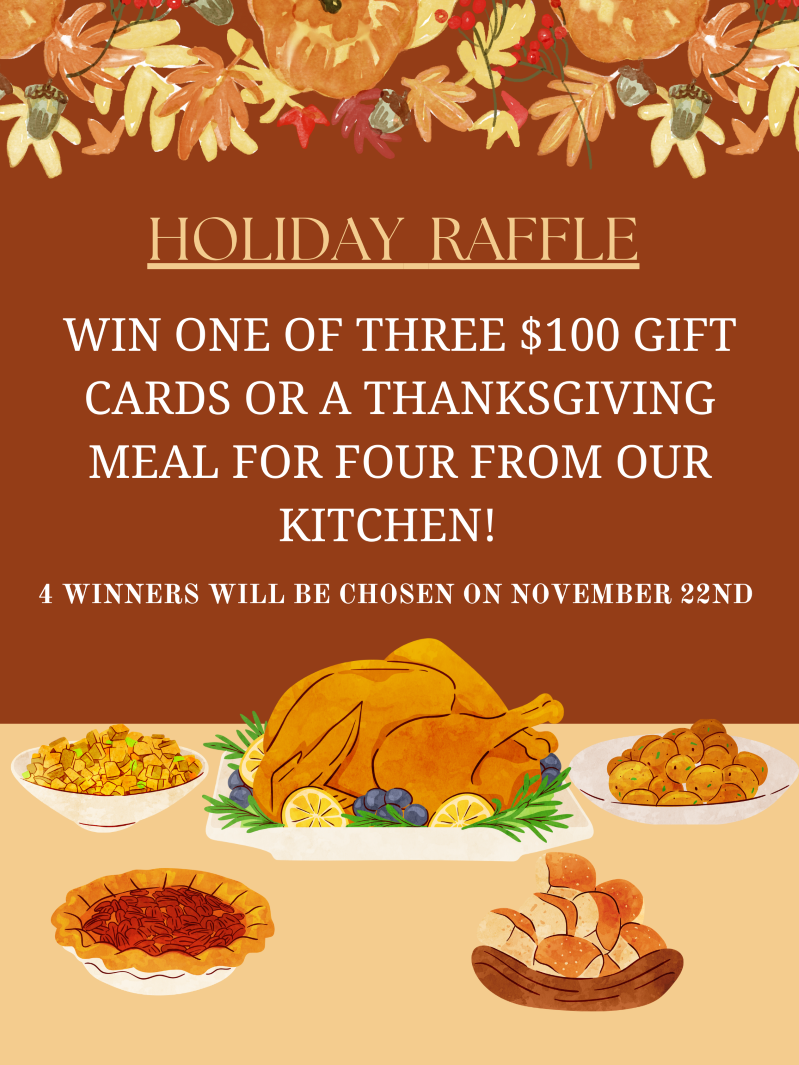 HOLIDAY RAFFLE
WIN ONE OF THREE $100 GIFT
CARDS OR A THANKSGIVING
MEAL FOR FOUR FROM OUR
KITCHEN!
4 WINNERS WILL BE CHOSEN ON NOVEMBER 22ND